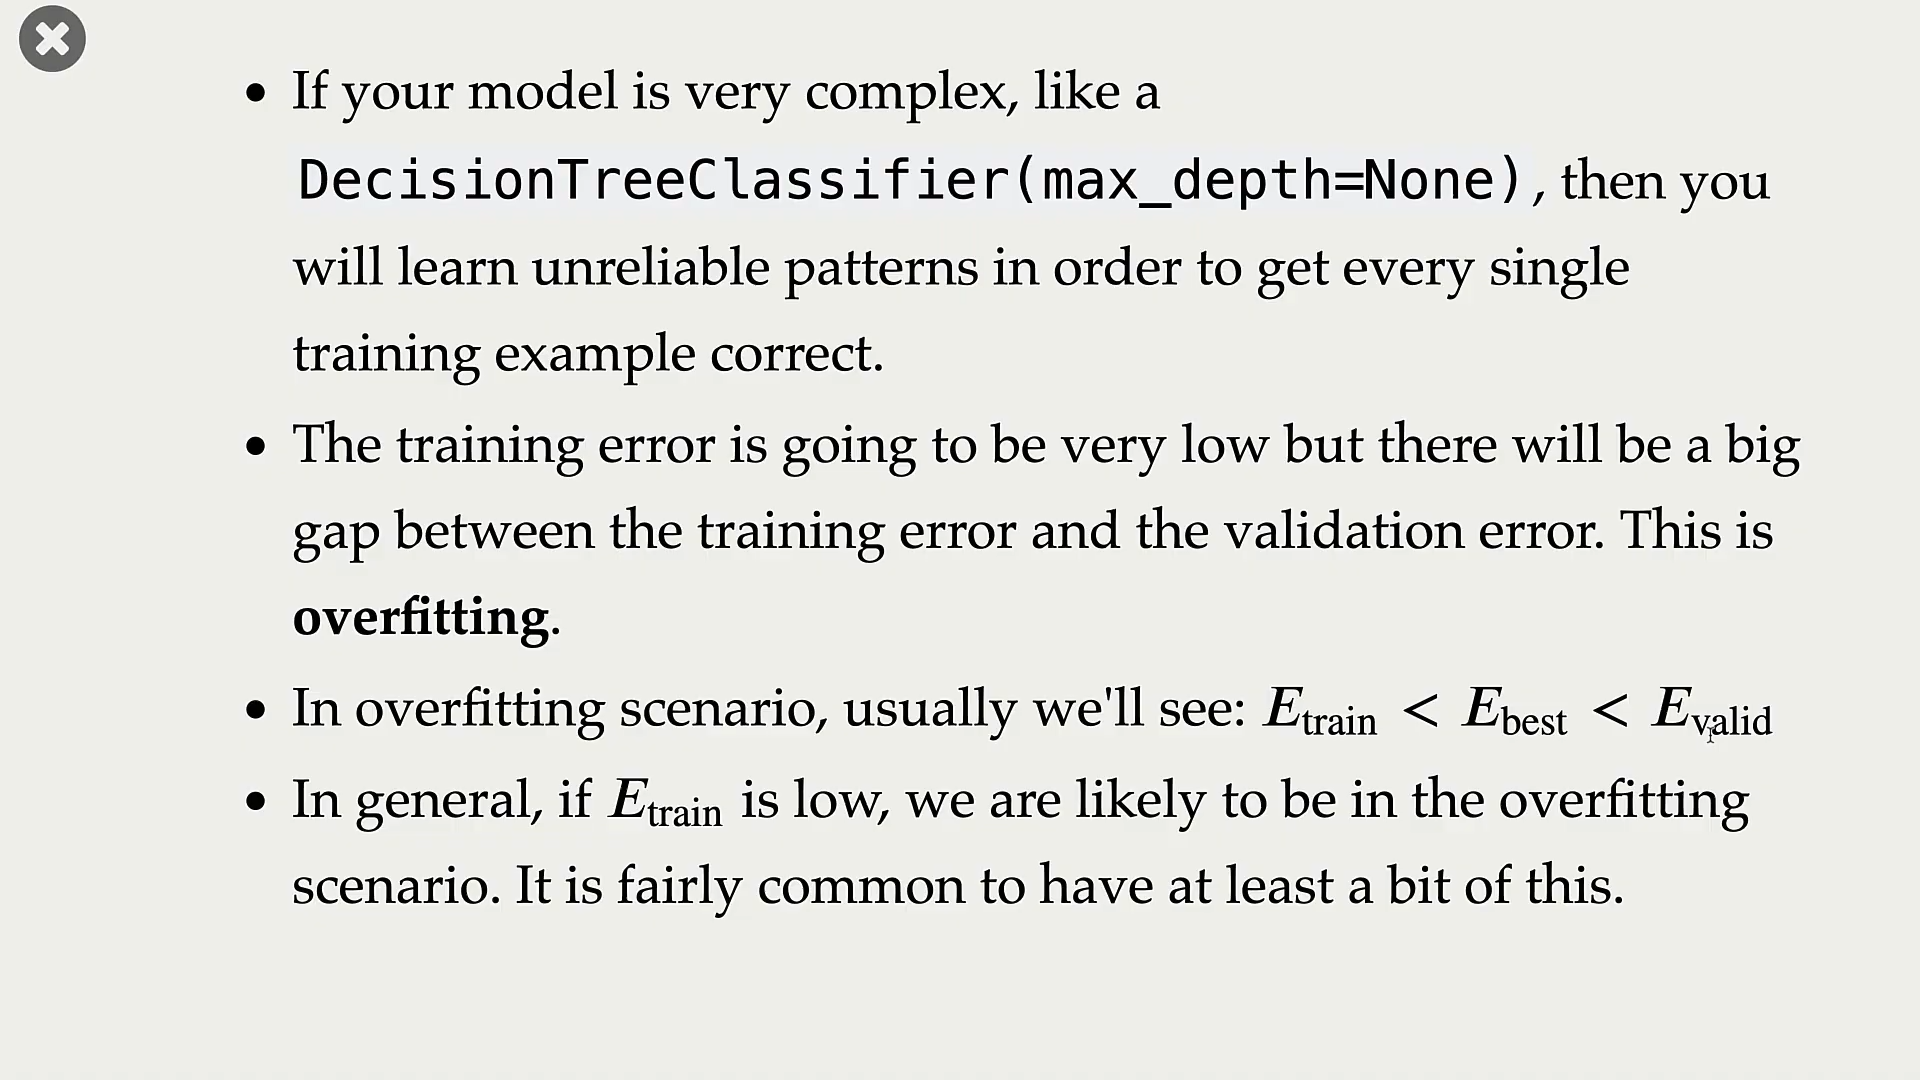 • If your model is very complex, like a
DecisionTreeClassifier(max_depth=None), then you
will learn unreliable patterns in order to get every single
training example correct.
• The training error is going to be very low but there will be a big
gap between the training error and the validation error. This is
overfitting.
• In overfitting scenario, usually we'll see: E_train < E_best < E_valid
• In general, if E_train is low, we are likely to be in the overfitting
scenario. It is fairly common to have at least a bit of this.